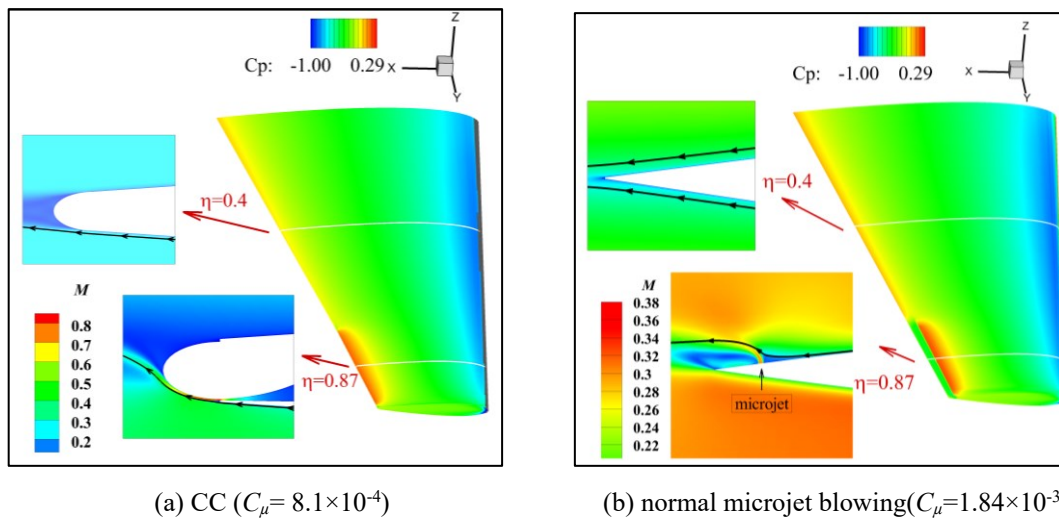 Cp: -1.00 0.29
Z
X
Y
η=0.4
M
0.8
0.7
0.6
0.5
0.4
0.3
0.2
η=0.87
(a) CC (Cμ= 8.1×10⁻⁴)
Cp: -1.00 0.29
Z
X
Y
η=0.4
M
0.38
0.36
0.34
0.32
0.30
0.28
0.26
0.24
0.22
microjet
η=0.87
(b) normal microjet blowing(Cμ=1.84×10⁻³